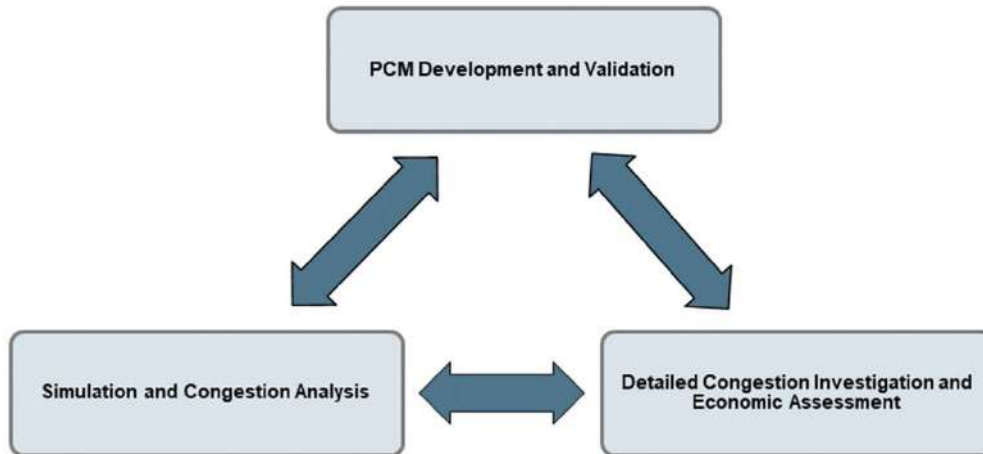 PCM Development and Validation
Simulation and Congestion Analysis
Detailed Congestion Investigation and
Economic Assessment